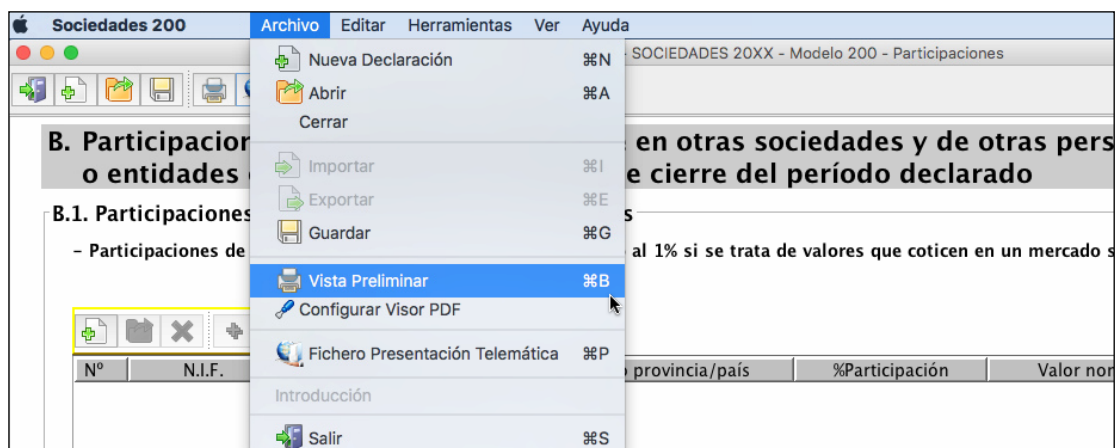 Sociedades 200 Archivo Editar Herramientas Ver Ayuda
- SOCIEDADES 20XX - Modelo 200 - Participaciones
Nueva Declaración ⌘N
Abrir ⌘A
Cerrar
B. Participacion en otras sociedades y de otras pers
Importar ⌘I
o entidades e cierre del período declarado
Exportar ⌘E
B.1. Participaciones s
Guardar ⌘G
- Participaciones de al 1% si se trata de valores que coticen en un mercado s
Vista Preliminar ⌘B
Configurar Visor PDF
Fichero Presentación Telemática ⌘P
Nº N.I.F. provincia/país %Participación Valor nor
Introducción
Salir ⌘S